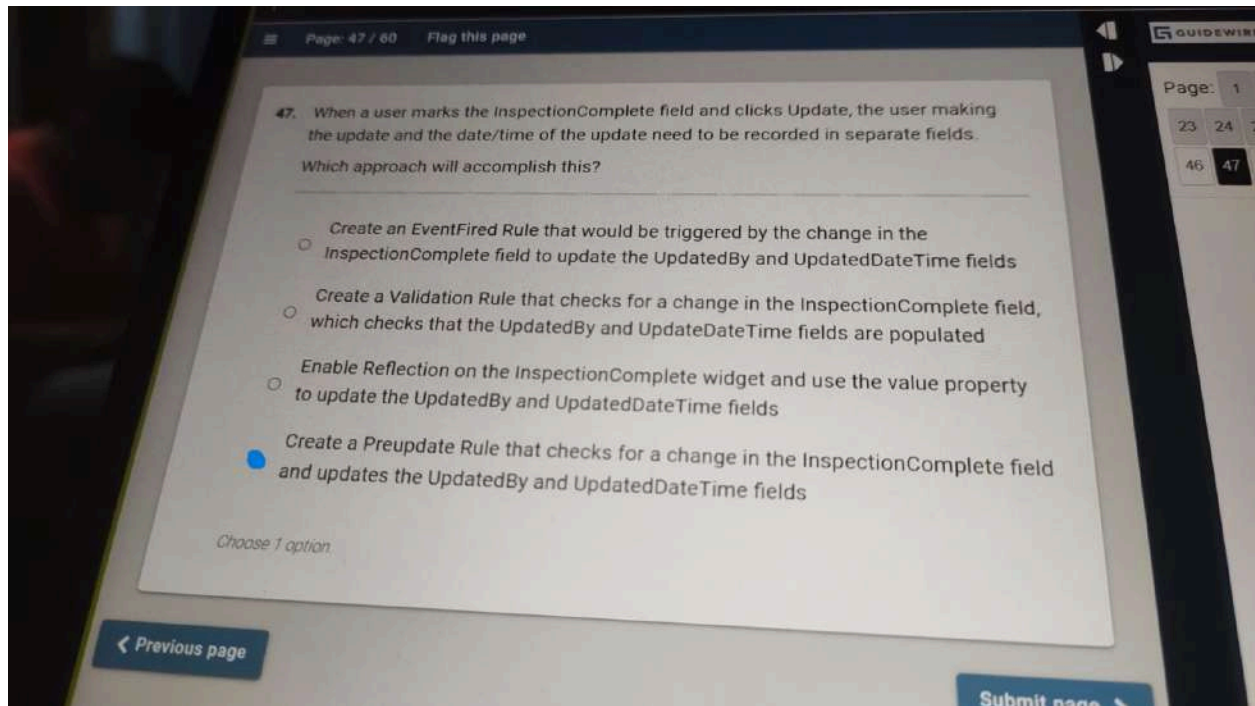 Page: 47 / 60
Flag this page
GUIDEWIR
Page: 1
23 24
46 47
47. When a user marks the InspectionComplete field and clicks Update, the user making
the update and the date/time of the update need to be recorded in separate fields.
Which approach will accomplish this?
Create an EventFired Rule that would be triggered by the change in the
InspectionComplete field to update the UpdatedBy and UpdatedDateTime fields
Create a Validation Rule that checks for a change in the InspectionComplete field,
which checks that the UpdatedBy and UpdateDateTime fields are populated
Enable Reflection on the InspectionComplete widget and use the value property
to update the UpdatedBy and UpdatedDateTime fields
Create a Preupdate Rule that checks for a change in the InspectionComplete field
and updates the UpdatedBy and UpdatedDateTime fields
Choose 1 option.
Previous page
Submit page